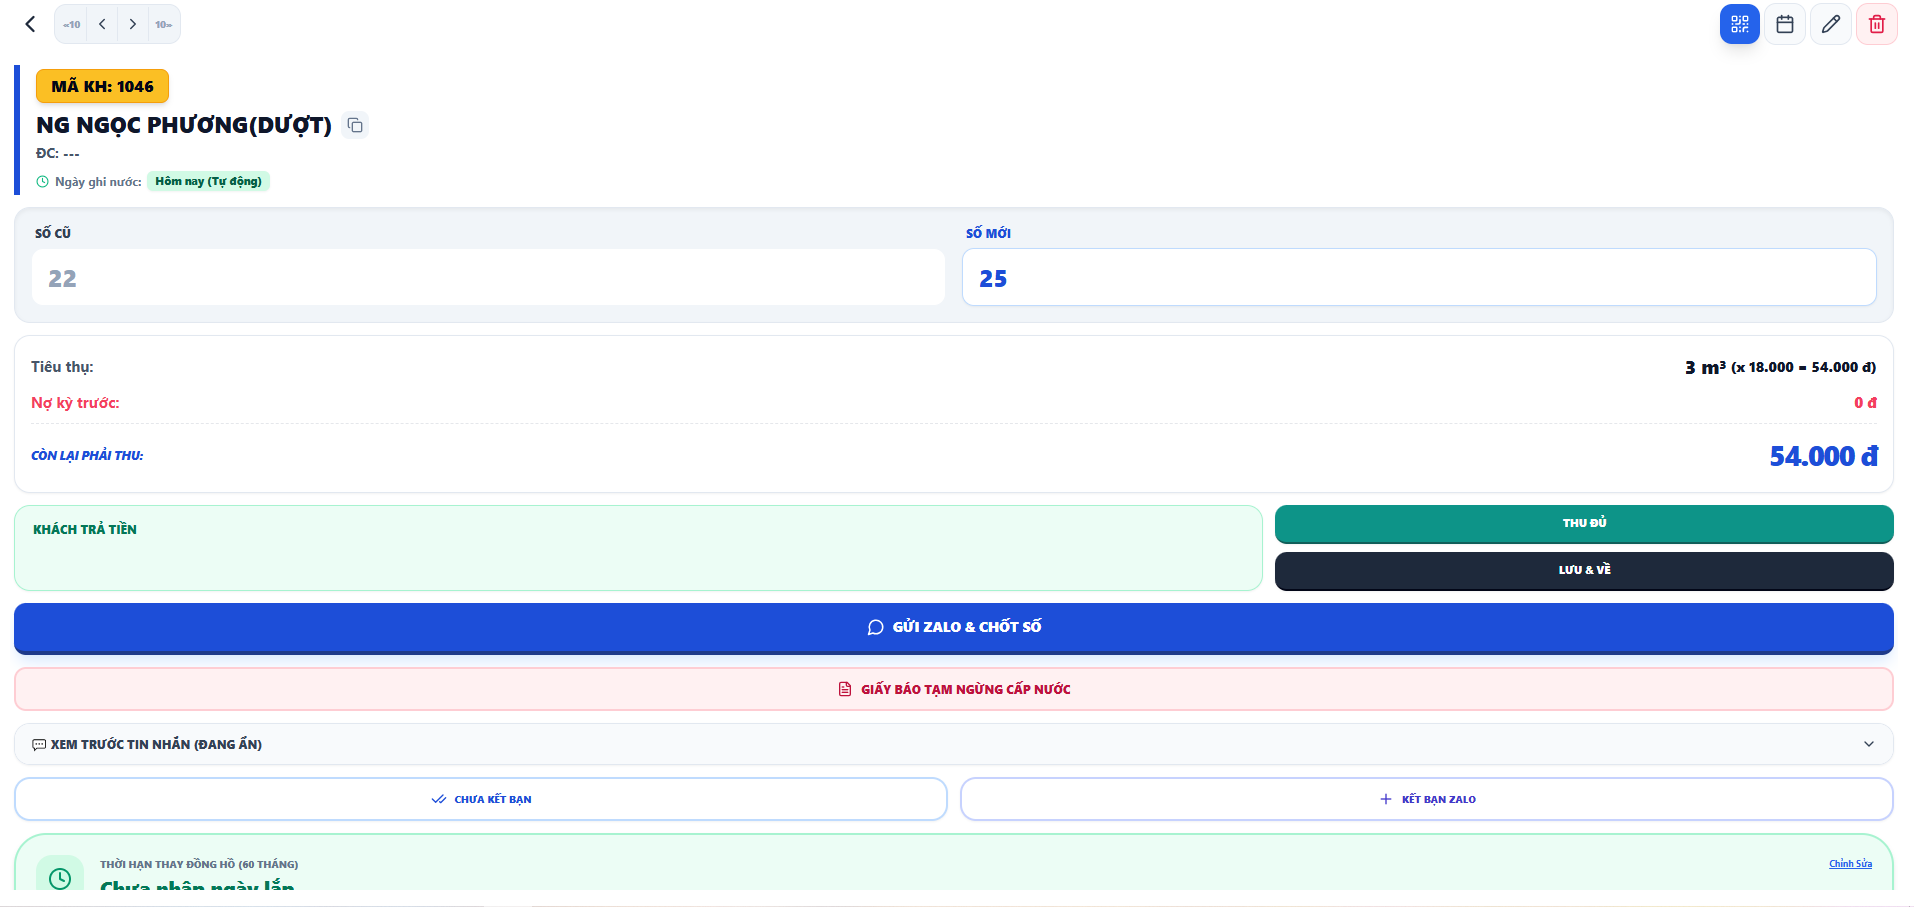 «10
10»
MÃ KH: 1046
NG NGỌC PHƯƠNG(DƯỢT)
ĐC: ---
Ngày ghi nước: Hôm nay (Tự động)
SỐ CŨ
SỐ MỚI
22
25
Tiêu thụ:
3 m³ (x 18.000 = 54.000 đ)
Nợ kỳ trước:
0 đ
CÒN LẠI PHẢI THU:
54.000 đ
KHÁCH TRẢ TIỀN
THU ĐỦ
LƯU & VỀ
GỬI ZALO & CHỐT SỐ
GIẤY BÁO TẠM NGỪNG CẤP NƯỚC
XEM TRƯỚC TIN NHẮN (ĐANG ẨN)
CHƯA KẾT BẠN
KẾT BẠN ZALO
THỜI HẠN THAY ĐỒNG HỒ (60 THÁNG)
Chỉnh Sửa
Chưa nhập ngày lắp